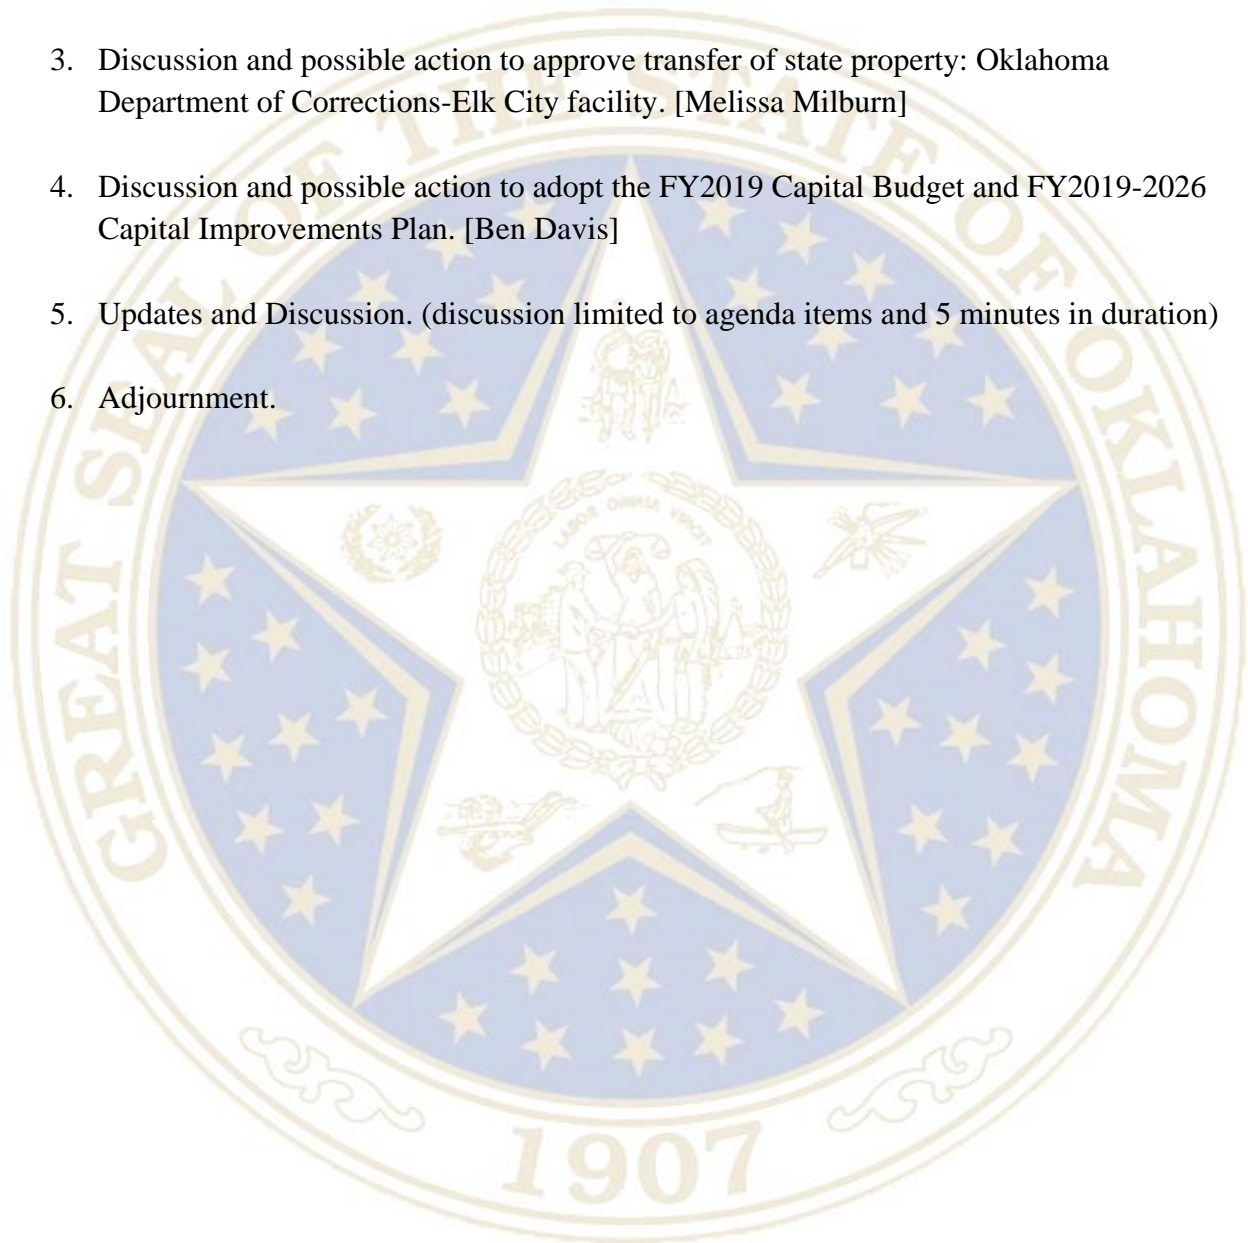 3. Discussion and possible action to approve transfer of state property: Oklahoma
Department of Corrections-Elk City facility. [Melissa Milburn]
4. Discussion and possible action to adopt the FY2019 Capital Budget and FY2019-2026
Capital Improvements Plan. [Ben Davis]
5. Updates and Discussion. (discussion limited to agenda items and 5 minutes in duration)
6. Adjournment.
GREAT SEAL OF THE STATE OF OKLAHOMA
LABOR OMNIA VINCIT
1907